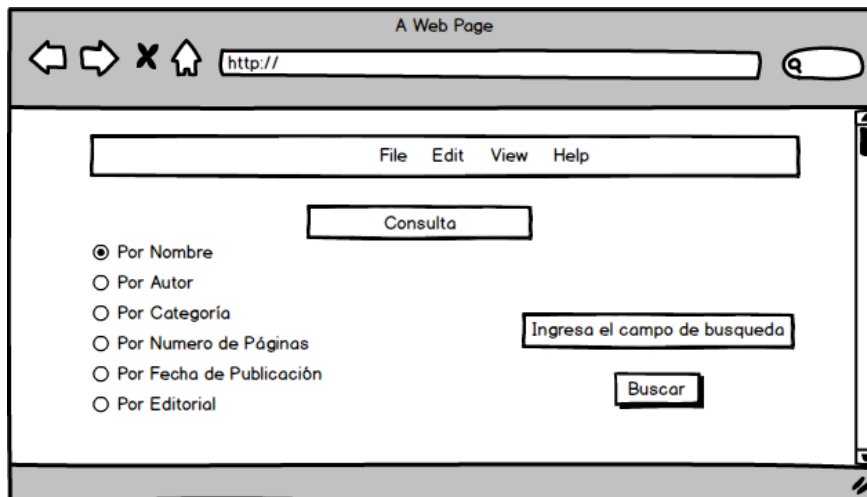 A Web Page
http://
File Edit View Help
Consulta
Por Nombre
Por Autor
Por Categoría
Por Numero de Páginas
Por Fecha de Publicación
Por Editorial
Ingresa el campo de busqueda
Buscar